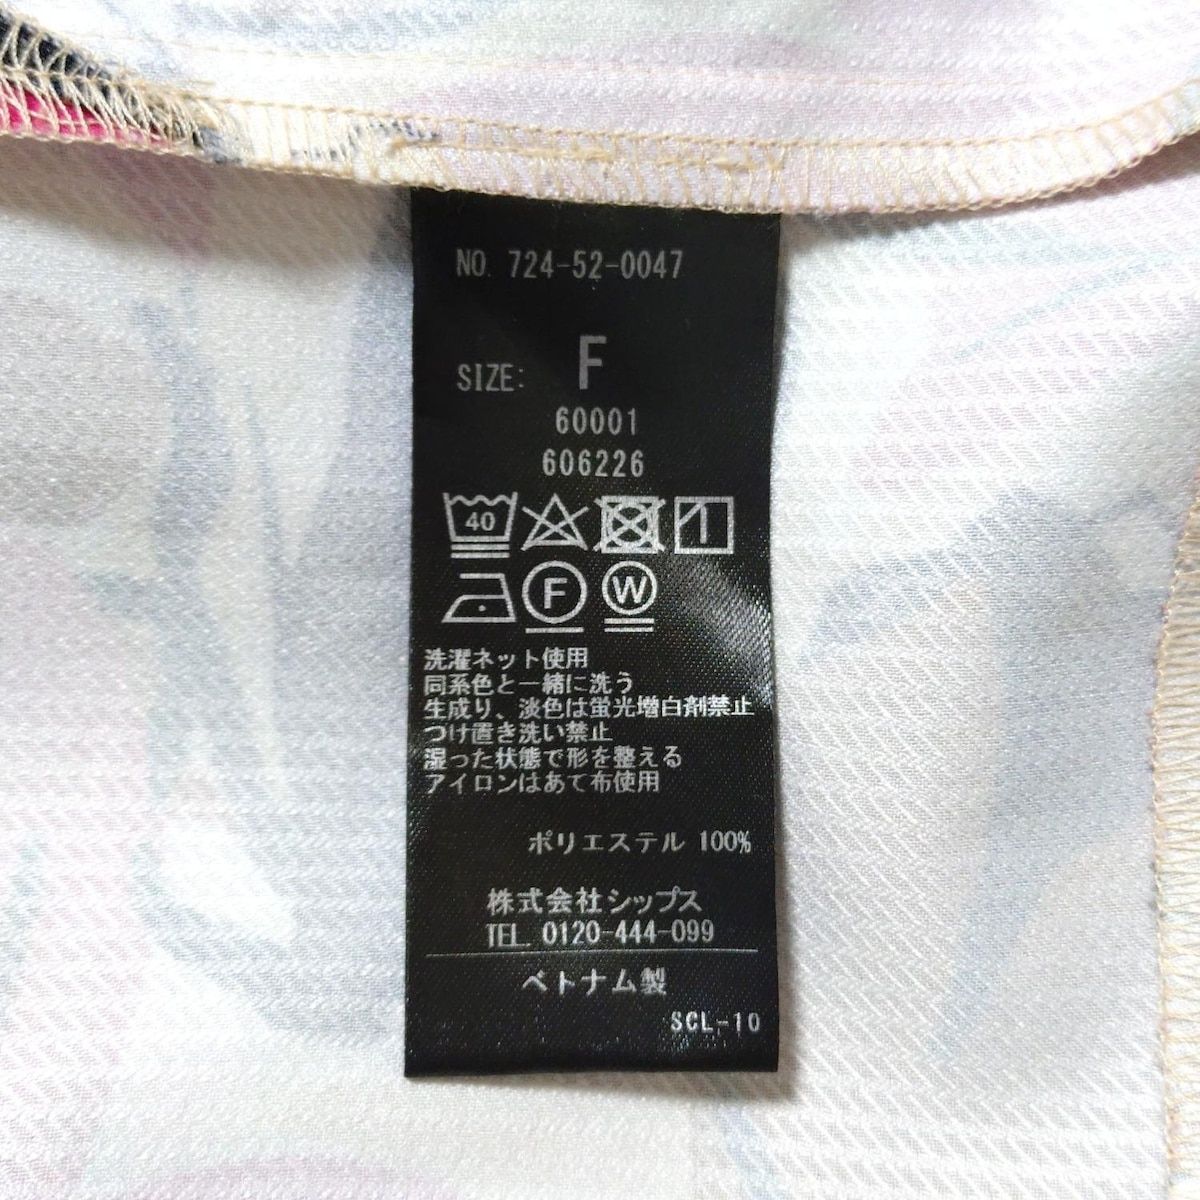 NO. 724-52-0047
SIZE: F
60001
606226
40
F W
洗濯ネット使用
同系色と一緒に洗う
生成り、淡色は蛍光増白剤禁止
つけ置き洗い禁止
湿った状態で形を整える
アイロンはあて布使用
ポリエステル 100%
株式会社シップス
TEL. 0120-444-099
ベトナム製
SCL-10